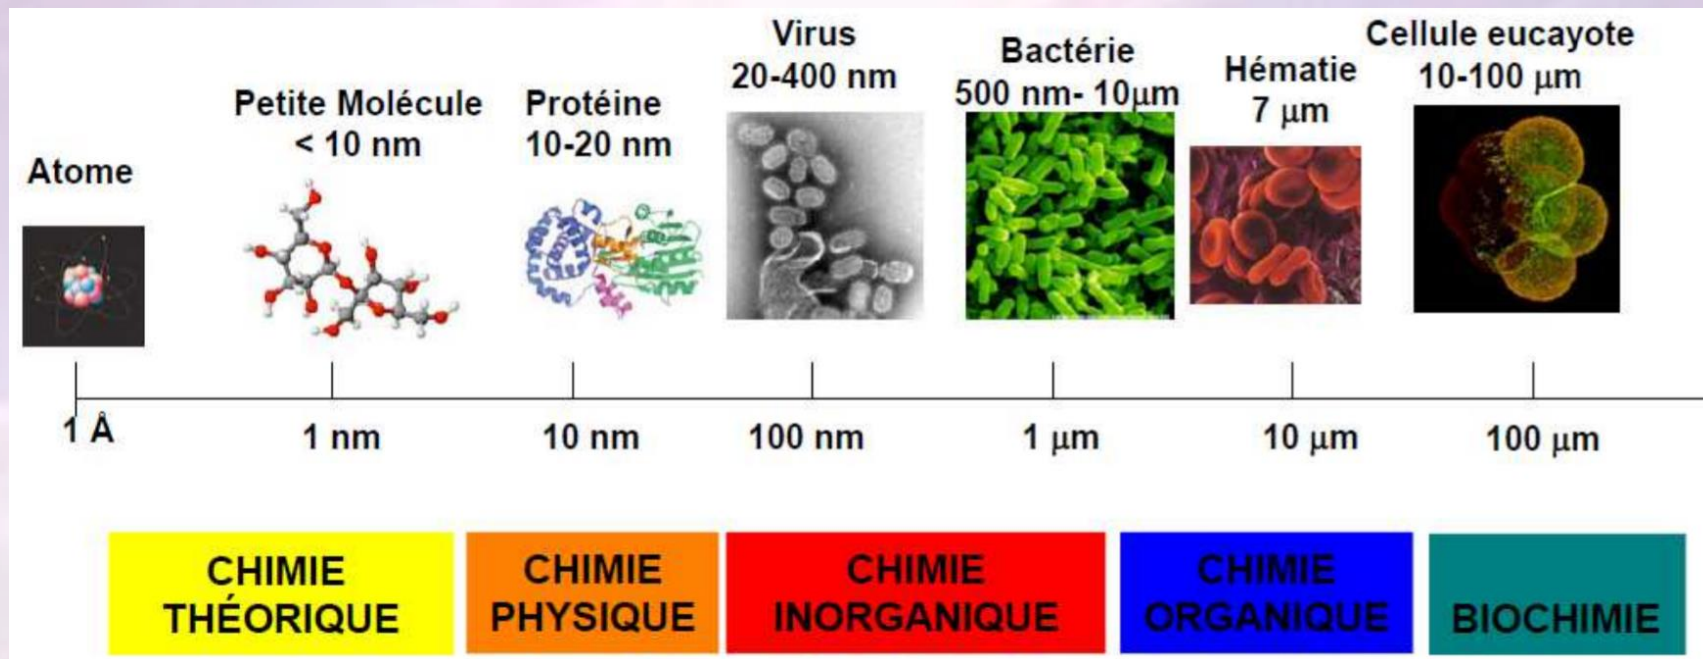 Atome
Petite Molécule
< 10 nm
Protéine
10-20 nm
Virus
20-400 nm
Bactérie
500 nm- 10μm
Hématie
7 μm
Cellule eucayote
10-100 μm
1 Å
1 nm
10 nm
100 nm
1 μm
10 μm
100 μm
CHIMIE
THÉORIQUE
CHIMIE
PHYSIQUE
CHIMIE
INORGANIQUE
CHIMIE
ORGANIQUE
BIOCHIMIE